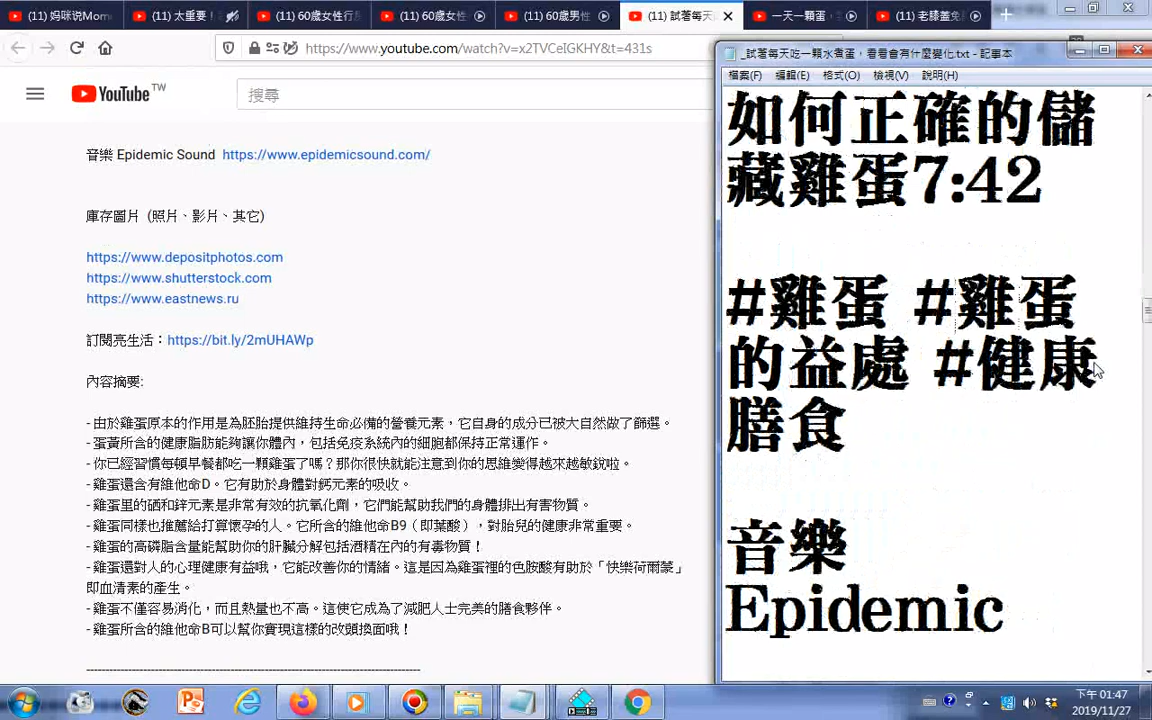 (11) 妈咪说Mom
(11) 太重要！
(11) 60歲女性行
(11) 60歲女性
(11) 60歲男性
(11) 試著每天
一天一顆蛋，
(11) 老膝蓋免
https://www.youtube.com/watch?v=x2TVCeIGKHY&t=431s
YouTube TW
搜尋
音樂 Epidemic Sound https://www.epidemicsound.com/
庫存圖片 (照片、影片、其它)
https://www.depositphotos.com
https://www.shutterstock.com
https://www.eastnews.ru
訂閱亮生活：https://bit.ly/2mUHAWp
內容摘要:
- 由於雞蛋原本的作用是為胚胎提供維持生命必備的營養元素，它自身的成分已被大自然做了篩選。
- 蛋黃所含的健康脂肪能夠讓你體內，包括免疫系統內的細胞都保持正常運作。
- 你已經習慣每頓早餐都吃一顆雞蛋了嗎？那你很快就能注意到你的思維變得越來越敏銳啦。
- 雞蛋還含有維他命D。它有助於身體對鈣元素的吸收。
- 雞蛋里的硒和鋅元素是非常有效的抗氧化劑，它們能幫助我們的身體排出有害物質。
- 雞蛋同樣也推薦給打算懷孕的人。它所含的維他命B9（即葉酸），對胎兒的健康非常重要。
- 雞蛋的高磷脂含量能幫助你的肝臟分解包括酒精在內的有毒物質！
- 雞蛋還對人的心理健康有益哦，它能改善你的情緒。這是因為雞蛋裡的色胺酸有助於「快樂荷爾蒙」
即血清素的產生。
- 雞蛋不僅容易消化，而且熱量也不高。這使它成為了減肥人士完美的膳食夥伴。
- 雞蛋所含的維他命B可以幫你實現這樣的改頭換面哦！
_試著每天吃一顆水煮蛋，看看會有什麼變化.txt - 記事本
檔案(F) 編輯(E) 格式(O) 檢視(V) 說明(H)
如何正確的儲
藏雞蛋7:42
#雞蛋 #雞蛋
的益處 #健康
膳食
音樂
Epidemic
下午 01:47
2019/11/27